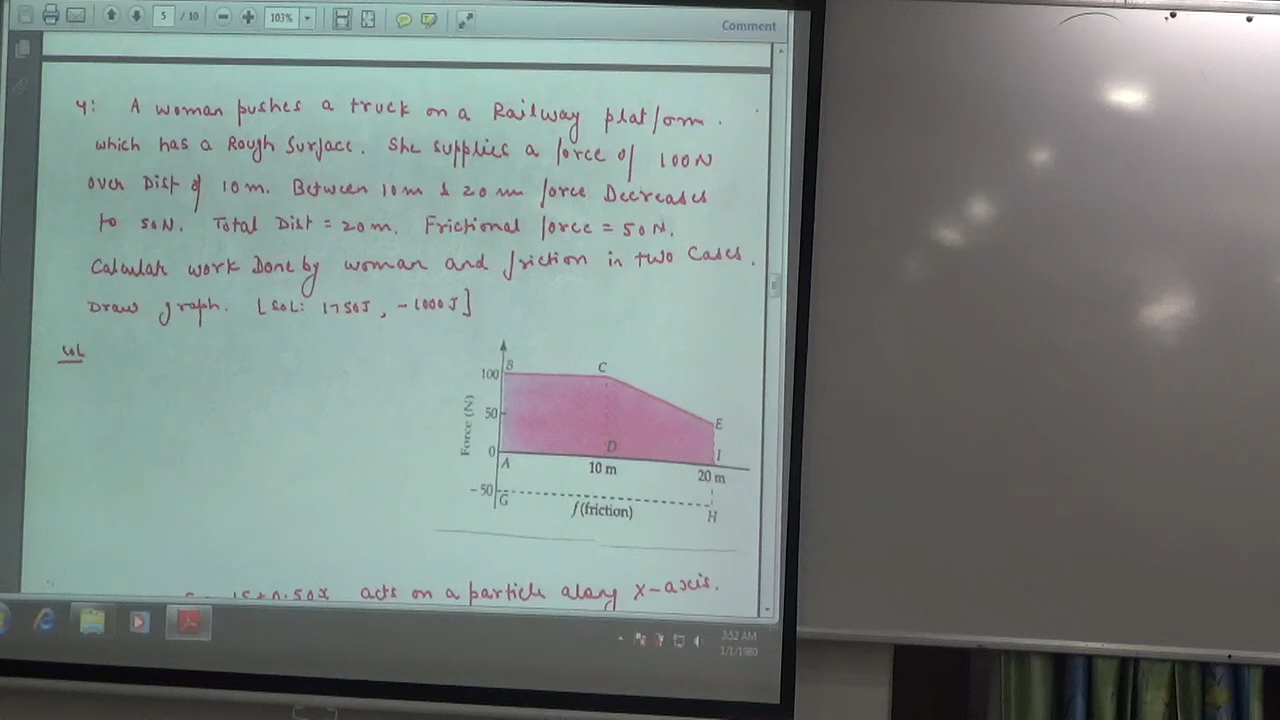 5 / 10
103%
Comment
4: A woman pushes a truck on a Railway platform.
which has a Rough Surface. She supplies a force of 100N
over Dist of 10m. Between 10m & 20m force Decreases
to 50N. Total Dist = 20m. Frictional force = 50N.
Calculate work Done by woman and friction in two Cases.
Draw graph. [Sol: 1750J, -1000J]
Sol
B
C
100
50
E
Force (N)
D
0
A
I
10 m
20 m
-50
G
f(friction)
H
acts on a particle along x-axis.
3:52 AM
1/1/1980